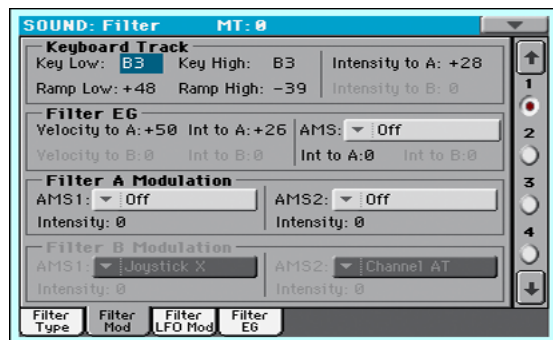 SOUND: Filter MT: 0
Keyboard Track
Key Low: B3 Key High: B3 Intensity to A: +28
Ramp Low: +48 Ramp High: -39 Intensity to B: 0
Filter EG
Velocity to A:+50 Int to A:+26 AMS: Off
Velocity to B:0 Int to B:0 Int to A:0 Int to B:0
Filter A Modulation
AMS1: Off AMS2: Off
Intensity: 0 Intensity: 0
Filter B Modulation
AMS1: Joystick X AMS2: Channel AT
Intensity: 0 Intensity: 0
1
2
3
4
Filter Type Filter Mod Filter LFO Mod Filter EG